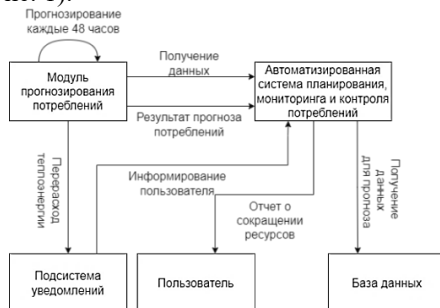 Прогнозирование
каждые 48 часов
Модуль
прогнозирования
потреблений
Получение
данных
Результат прогноза
потреблений
Автоматизированная
система планирования,
мониторинга и контроля
потреблений
Перерасход
теплоэнергии
Информирование
пользователя
Отчет о
сокращении
ресурсов
Получение
данных
для прогноза
Подсистема
уведомлений
Пользователь
База данных